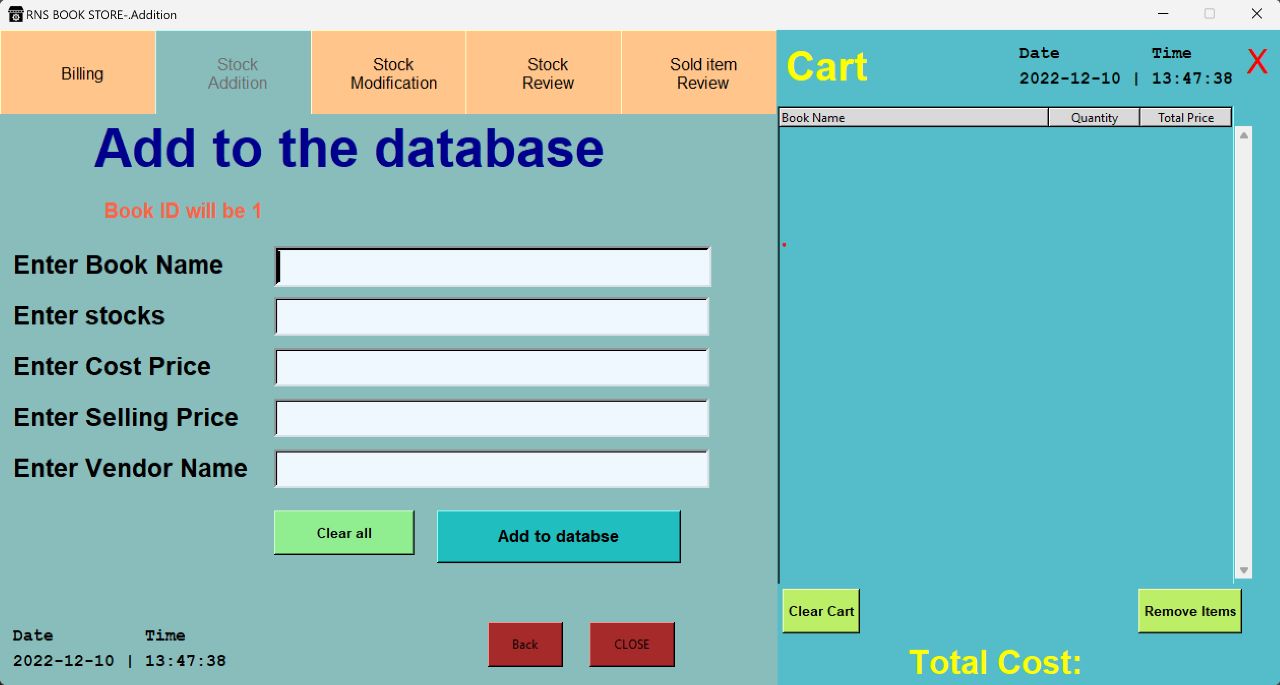 RNS BOOK STORE-.Addition
Billing
Stock
Addition
Stock
Modification
Stock
Review
Sold item
Review
Add to the database
Book ID will be 1
Enter Book Name
Enter stocks
Enter Cost Price
Enter Selling Price
Enter Vendor Name
Clear all
Add to databse
Date Time
2022-12-10 | 13:47:38
Back
CLOSE
Cart
Date Time
2022-12-10 | 13:47:38
X
Book Name Quantity Total Price
Clear Cart
Remove Items
Total Cost: